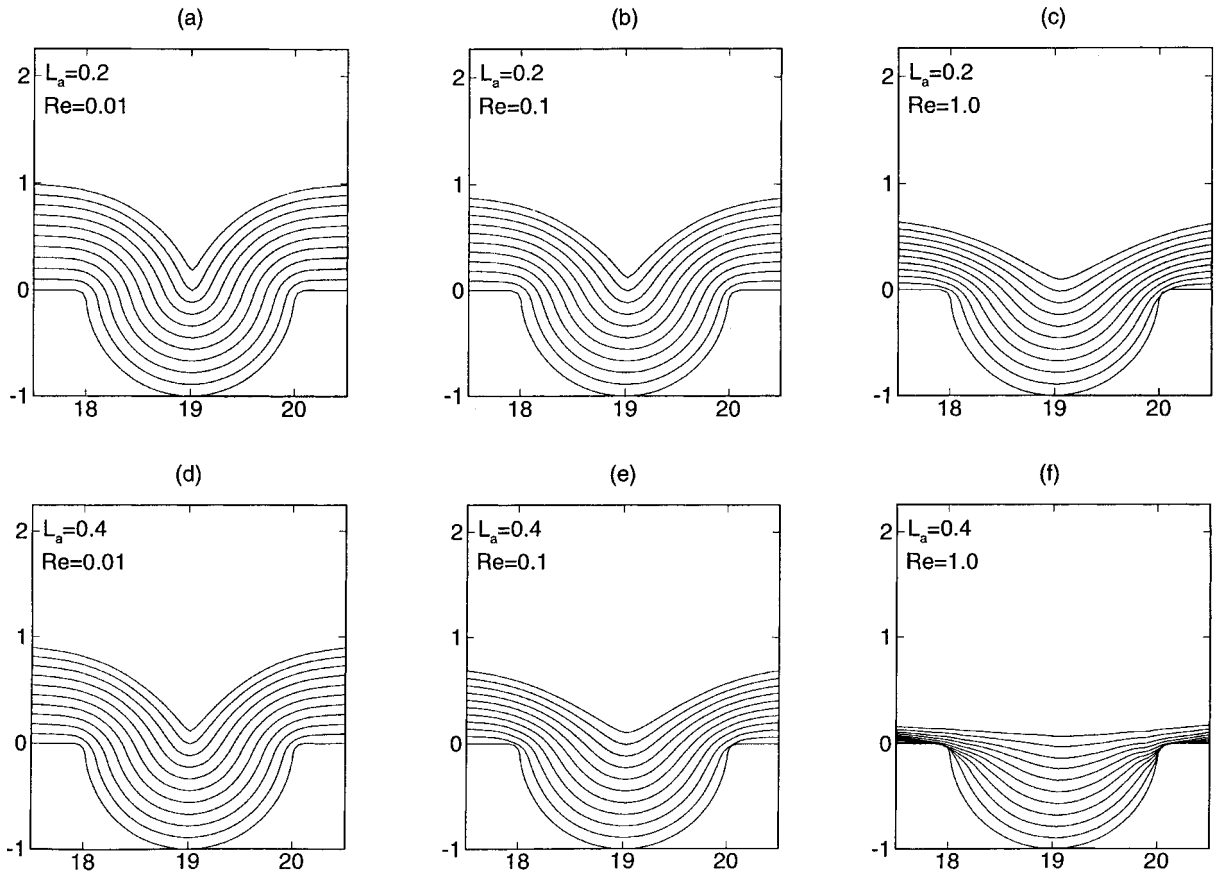 (a)
L_a=0.2
Re=0.01
2
1
0
-1
18 19 20
(b)
L_a=0.2
Re=0.1
2
1
0
-1
18 19 20
(c)
L_a=0.2
Re=1.0
2
1
0
-1
18 19 20
(d)
L_a=0.4
Re=0.01
2
1
0
-1
18 19 20
(e)
L_a=0.4
Re=0.1
2
1
0
-1
18 19 20
(f)
L_a=0.4
Re=1.0
2
1
0
-1
18 19 20